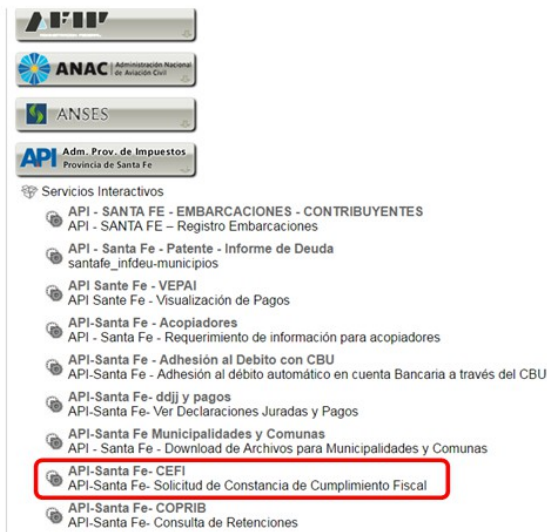 AFIP
ANAC Administración Nacional
de Aviación Civil
ANSES
API Adm. Prov. de Impuestos
Provincia de Santa Fe
Servicios Interactivos
API - SANTA FE - EMBARCACIONES - CONTRIBUYENTES
API - SANTA FE – Registro Embarcaciones
API - Santa Fe - Patente - Informe de Deuda
santafe_infdeu-municipios
API Sante Fe - VEPAI
API Sante Fe - Visualización de Pagos
API-Santa Fe - Acopiadores
API - Santa Fe - Requerimiento de información para acopiadores
API-Santa Fe - Adhesión al Debito con CBU
API-Santa Fe - Adhesión al débito automático en cuenta Bancaria a través del CBU
API-Santa Fe- ddjj y pagos
API-Santa Fe- Ver Declaraciones Juradas y Pagos
API-Santa Fe Municipalidades y Comunas
API - Santa Fe - Download de Archivos para Municipalidades y Comunas
API-Santa Fe- CEFI
API-Santa Fe- Solicitud de Constancia de Cumplimiento Fiscal
API-Santa Fe- COPRIB
API-Santa Fe- Consulta de Retenciones